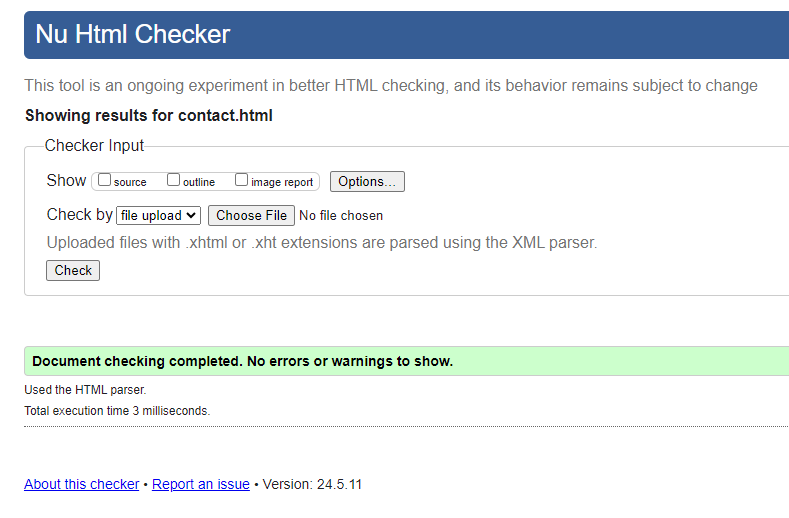 Nu Html Checker
This tool is an ongoing experiment in better HTML checking, and its behavior remains subject to change
Showing results for contact.html
Checker Input
Show source outline image report Options...
Check by file upload Choose File No file chosen
Uploaded files with .xhtml or .xht extensions are parsed using the XML parser.
Check
Document checking completed. No errors or warnings to show.
Used the HTML parser.
Total execution time 3 milliseconds.
About this checker • Report an issue • Version: 24.5.11